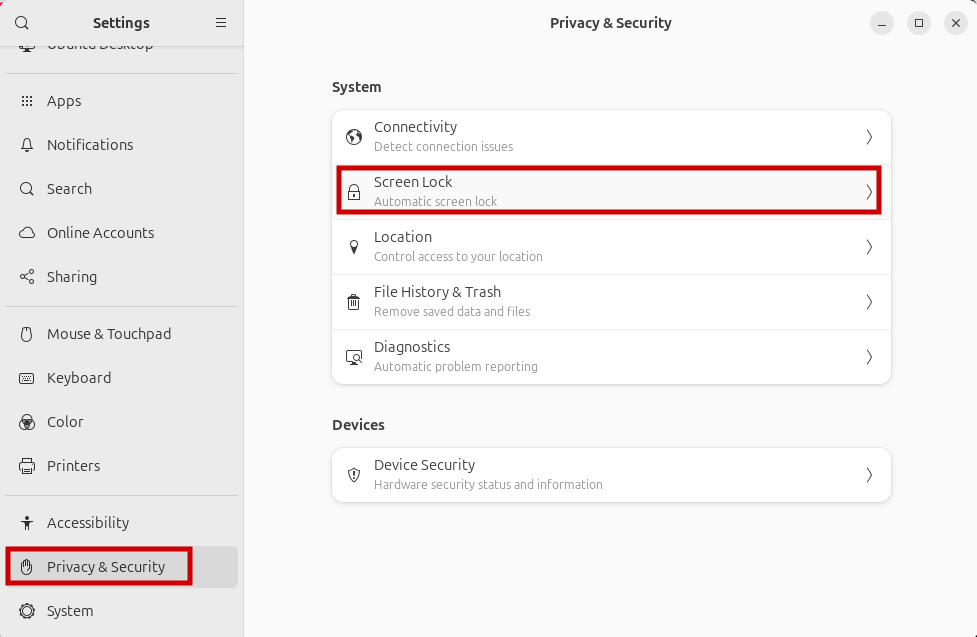 Settings
Ubuntu Desktop
Apps
Notifications
Search
Online Accounts
Sharing
Mouse & Touchpad
Keyboard
Color
Printers
Accessibility
Privacy & Security
System
Privacy & Security
System
Connectivity
Detect connection issues
Screen Lock
Automatic screen lock
Location
Control access to your location
File History & Trash
Remove saved data and files
Diagnostics
Automatic problem reporting
Devices
Device Security
Hardware security status and information